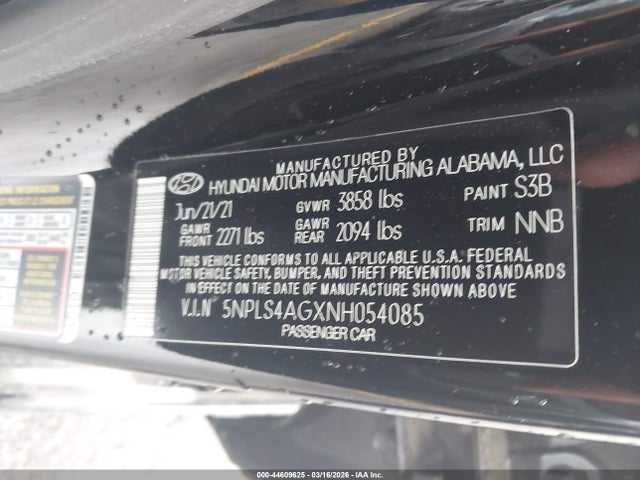 MANUFACTURED BY
HYUNDAI MOTOR MANUFACTURING ALABAMA, LLC
Jun/21/21 GVWR 3858 lbs PAINT S3B
GAWR FRONT 2271 lbs GAWR REAR 2094 lbs TRIM NNB
THIS VEHICLE CONFORMS TO ALL APPLICABLE U.S.A. FEDERAL
MOTOR VEHICLE SAFETY, BUMPER, AND THEFT PREVENTION STANDARDS
IN EFFECT ON THE DATE OF MANUFACTURE SHOWN ABOVE.
V.I.N 5NPLS4AGXNH054085
PASSENGER CAR
000-44609625 - 03/16/2026 - IAA Inc.